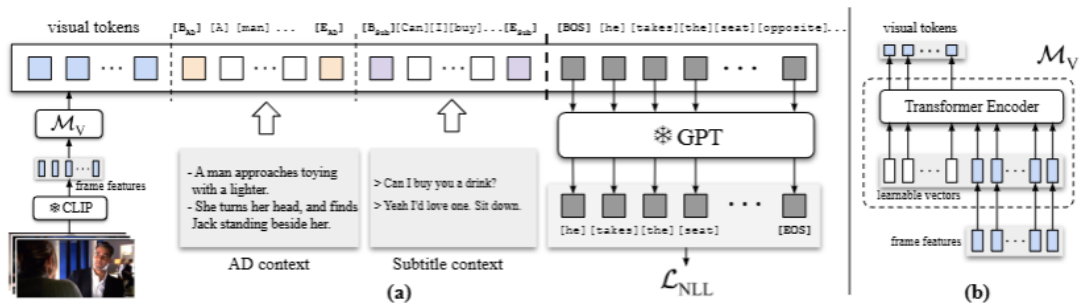 visual tokens
[B_AD] [A] [man] ... [E_AD]
[B_Sub][Can][I][buy]... [E_Sub]
[BOS] [he] [takes][the][seat][opposite]...
M_V
frame features
CLIP
- A man approaches toying
with a lighter.
- She turns her head, and finds
Jack standing beside her.
AD context
> Can I buy you a drink?
> Yeah I'd love one. Sit down.
Subtitle context
GPT
[he] [takes][the] [seat] [EOS]
L_NLL
(a)
visual tokens
M_V
Transformer Encoder
learnable vectors
frame features
(b)